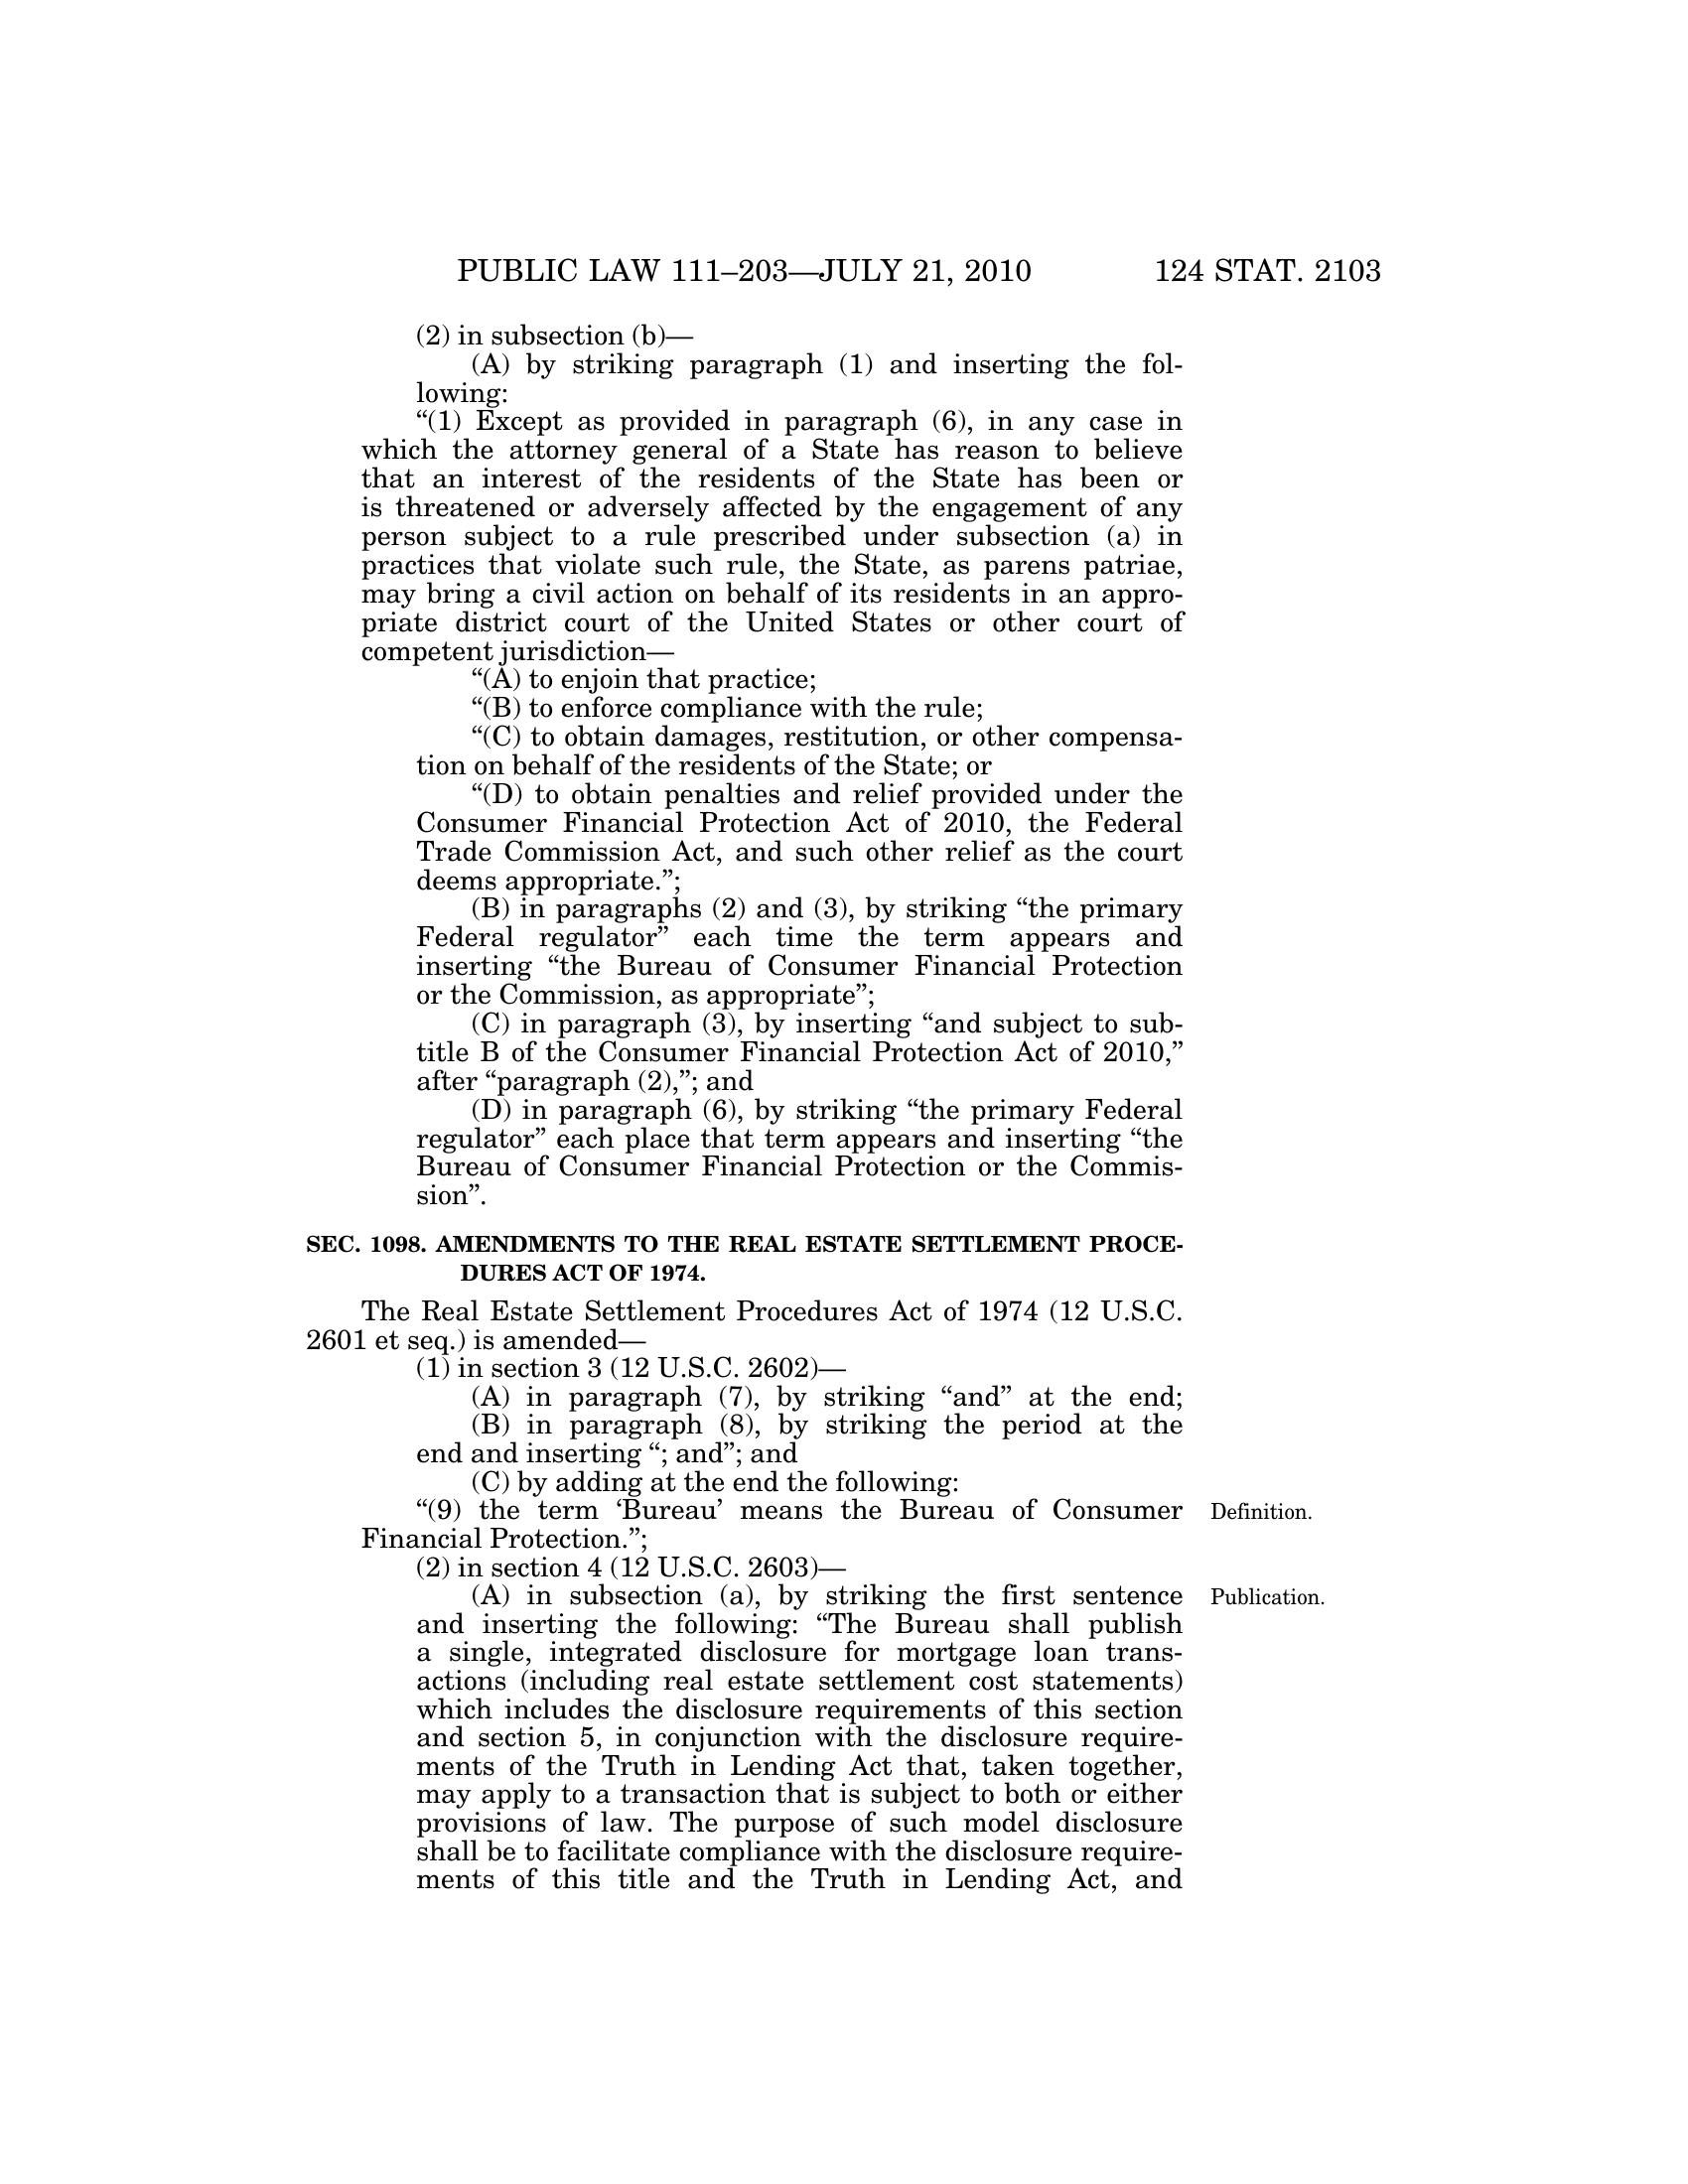 PUBLIC LAW 111–203—JULY 21, 2010 124 STAT. 2103
(2) in subsection (b)—
(A) by striking paragraph (1) and inserting the fol-
lowing:
“(1) Except as provided in paragraph (6), in any case in
which the attorney general of a State has reason to believe
that an interest of the residents of the State has been or
is threatened or adversely affected by the engagement of any
person subject to a rule prescribed under subsection (a) in
practices that violate such rule, the State, as parens patriae,
may bring a civil action on behalf of its residents in an appro-
priate district court of the United States or other court of
competent jurisdiction—
“(A) to enjoin that practice;
“(B) to enforce compliance with the rule;
“(C) to obtain damages, restitution, or other compensa-
tion on behalf of the residents of the State; or
“(D) to obtain penalties and relief provided under the
Consumer Financial Protection Act of 2010, the Federal
Trade Commission Act, and such other relief as the court
deems appropriate.”;
(B) in paragraphs (2) and (3), by striking “the primary
Federal regulator” each time the term appears and
inserting “the Bureau of Consumer Financial Protection
or the Commission, as appropriate”;
(C) in paragraph (3), by inserting “and subject to sub-
title B of the Consumer Financial Protection Act of 2010,”
after “paragraph (2),”; and
(D) in paragraph (6), by striking “the primary Federal
regulator” each place that term appears and inserting “the
Bureau of Consumer Financial Protection or the Commis-
sion”.
SEC. 1098. AMENDMENTS TO THE REAL ESTATE SETTLEMENT PROCE-
DURES ACT OF 1974.
The Real Estate Settlement Procedures Act of 1974 (12 U.S.C.
2601 et seq.) is amended—
(1) in section 3 (12 U.S.C. 2602)—
(A) in paragraph (7), by striking “and” at the end;
(B) in paragraph (8), by striking the period at the
end and inserting “; and”; and
(C) by adding at the end the following:
“(9) the term ‘Bureau’ means the Bureau of Consumer Definition.
Financial Protection.”;
(2) in section 4 (12 U.S.C. 2603)—
(A) in subsection (a), by striking the first sentence Publication.
and inserting the following: “The Bureau shall publish
a single, integrated disclosure for mortgage loan trans-
actions (including real estate settlement cost statements)
which includes the disclosure requirements of this section
and section 5, in conjunction with the disclosure require-
ments of the Truth in Lending Act that, taken together,
may apply to a transaction that is subject to both or either
provisions of law. The purpose of such model disclosure
shall be to facilitate compliance with the disclosure require-
ments of this title and the Truth in Lending Act, and